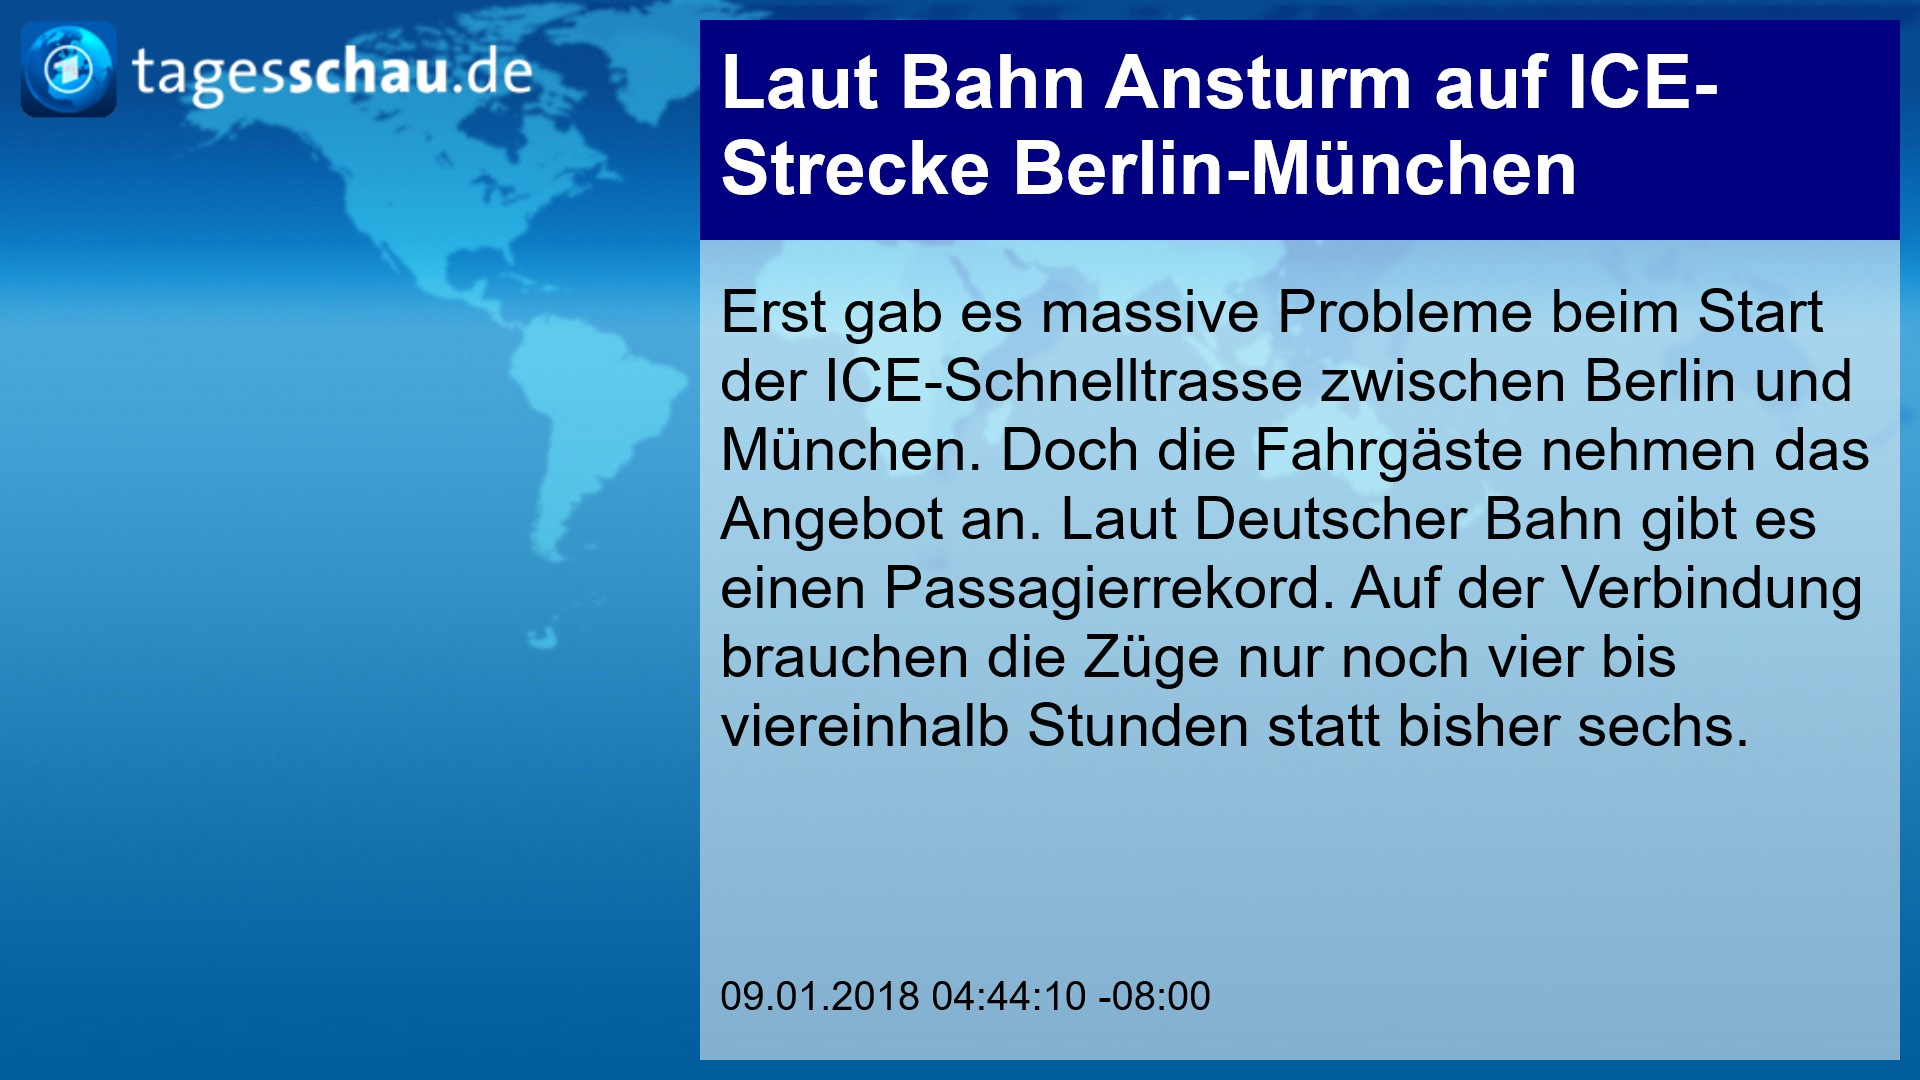 tagesschau.de
Laut Bahn Ansturm auf ICE-
Strecke Berlin-München
Erst gab es massive Probleme beim Start
der ICE-Schnelltrasse zwischen Berlin und
München. Doch die Fahrgäste nehmen das
Angebot an. Laut Deutscher Bahn gibt es
einen Passagierrekord. Auf der Verbindung
brauchen die Züge nur noch vier bis
viereinhalb Stunden statt bisher sechs.
09.01.2018 04:44:10 -08:00